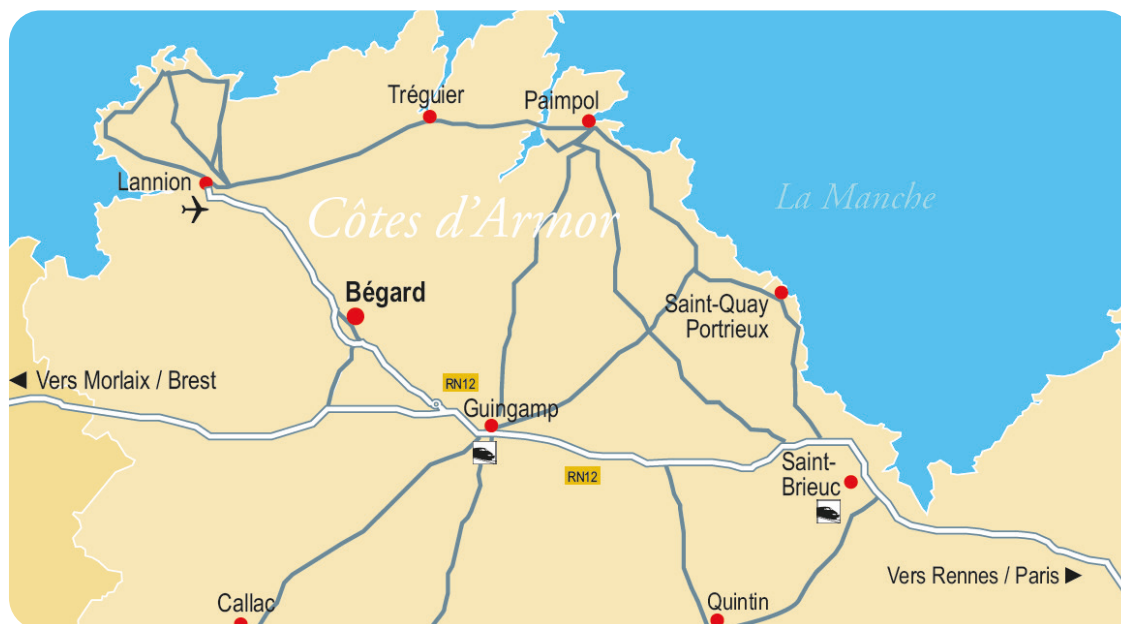 Tréguier
Paimpol
Lannion
La Manche
Côtes d'Armor
Bégard
Saint-Quay
Portrieux
Vers Morlaix / Brest
RN12
Guingamp
RN12
Saint-
Brieuc
Vers Rennes / Paris
Callac
Quintin